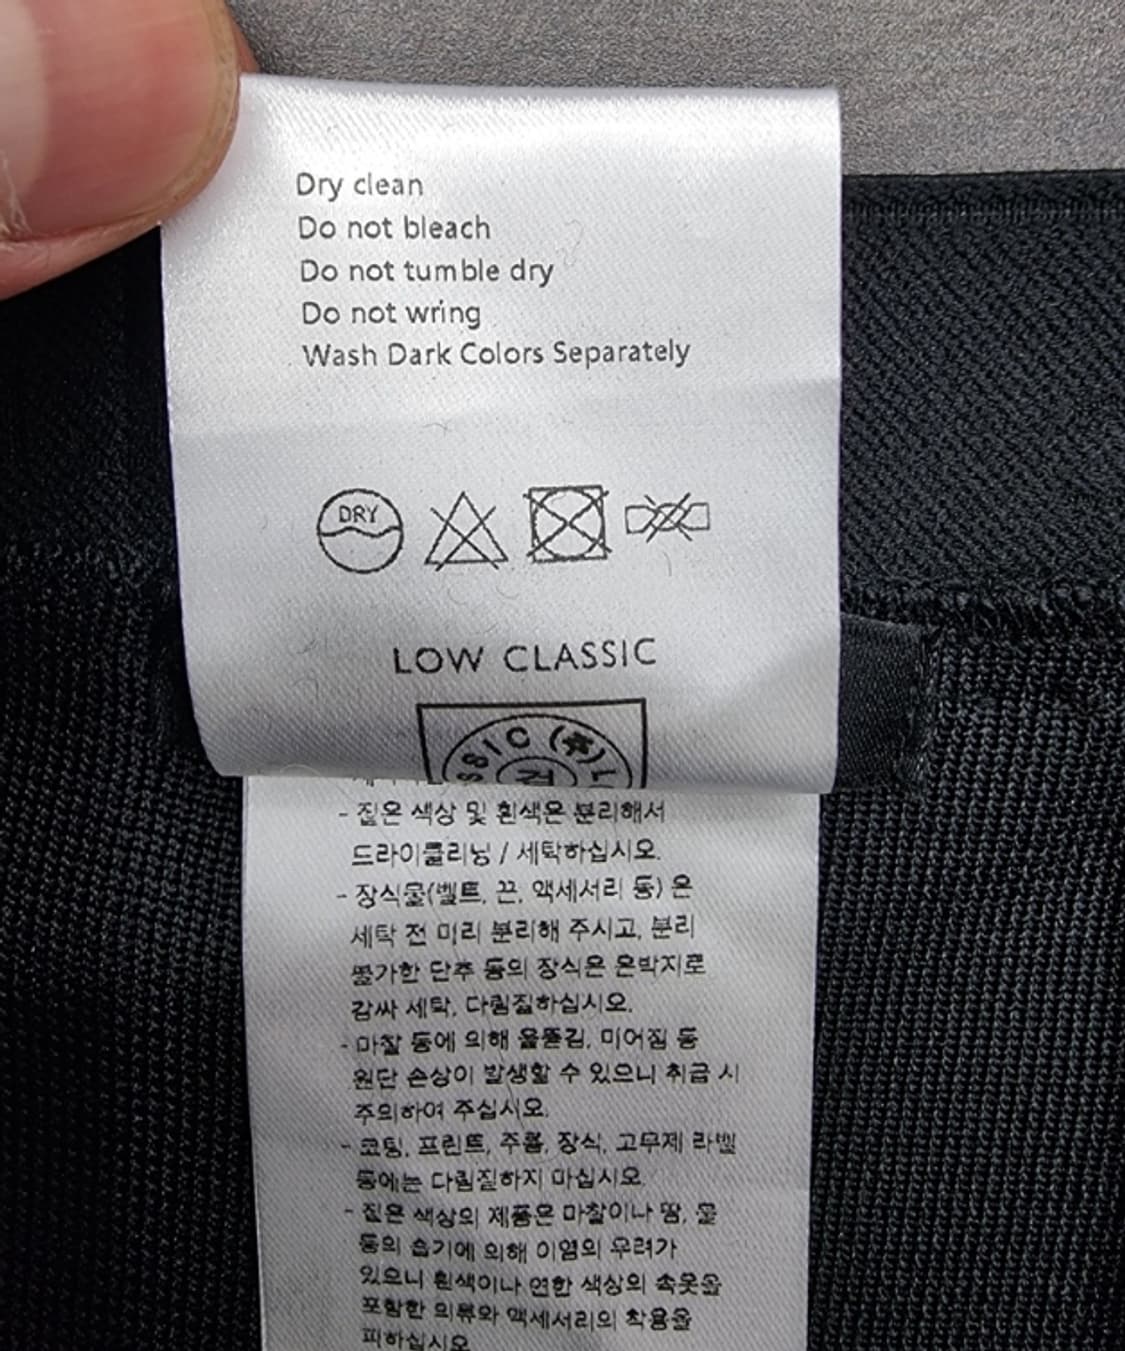 Dry clean
Do not bleach
Do not tumble dry
Do not wring
Wash Dark Colors Separately
DRY
LOW CLASSIC
SSIC (株) L
- 짙은 색상 및 흰색은 분리해서
드라이클리닝 / 세탁하십시오.
- 장식물(벨트, 끈, 액세서리 등) 은
세탁 전 미리 분리해 주시고, 분리
불가한 단추 등의 장식은 은박지로
감싸 세탁, 다림질하십시오.
- 마찰 등에 의해 올뜯김, 미어짐 등
원단 손상이 발생할 수 있으니 취급 시
주의하여 주십시오.
- 코팅, 프린트, 주름, 장식, 고무제 라벨
등에는 다림질하지 마십시오.
- 짙은 색상의 제품은 마찰이나 땀, 물
등의 습기에 의해 이염의 우려가
있으니 흰색이나 연한 색상의 속옷을
포함한 의류와 액세서리의 착용을
피하십시오